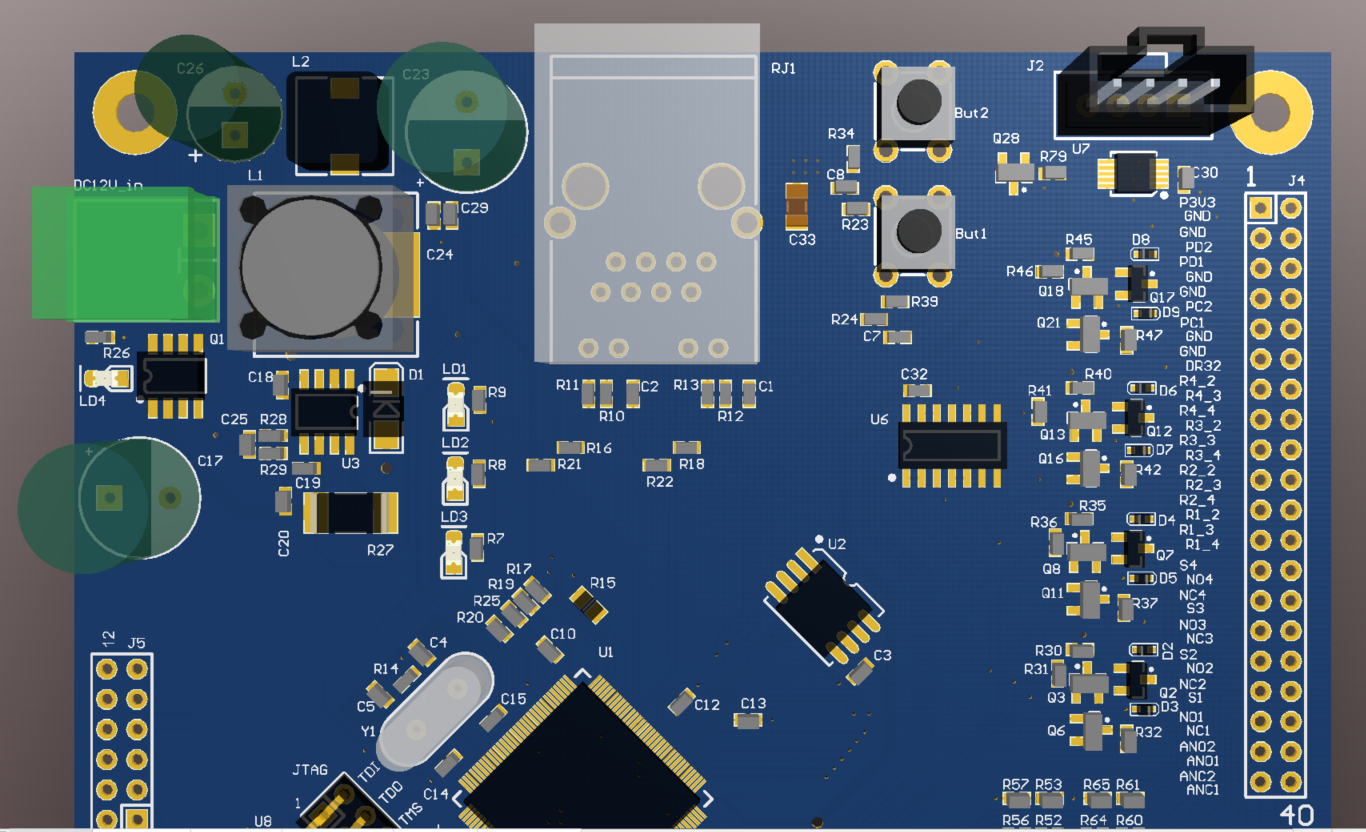 L2
C26
C23
RJ1
J2
But2
R34
Q28
R79
U7
C30
C8
R23
C33
But1
DC12V_in
L1
C29
C24
1
J4
P3V3
GND
GND
PD2
PD1
GND
GND
PC2
PC1
GND
GND
DR32
R4_2
R4_3
R4_4
R3_2
R3_3
R3_4
R2_2
R2_3
R2_4
R1_2
R1_3
R1_4
S4
NO4
NC4
S3
NO3
NC3
S2
NO2
NC2
S1
NO1
NC1
ANO2
ANO1
ANC2
ANC1
40
R45
D8
R46
Q18
Q17
D9
Q21
R47
R39
R24
C7
R26
Q1
LD4
C18
D1
K
LD1
R9
R11
C2
R10
R13
C1
R12
C32
U6
R41
R40
D6
Q13
Q12
D7
Q16
R42
C25
R28
R29
U3
C19
C17
LD2
R8
R16
R21
R18
R22
C20
R27
LD3
R7
R35
D4
R36
Q8
Q7
D5
Q11
R37
U2
C3
R17
R19
R25
R20
R15
C10
U1
12
J5
C4
R14
C5
Y1
C15
C12
C13
C14
R30
D2
R31
Q3
Q2
D3
Q6
R32
JTAG
1
TDI
TDO
TMS
U8
R57
R53
R65
R61
R56
R52
R64
R60